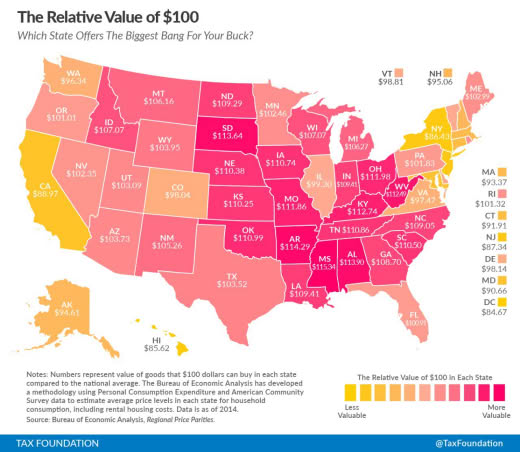 The Relative Value of $100
Which State Offers The Biggest Bang For Your Buck?
WA
$96.34
OR
$101.01
CA
$88.97
ID
$107.07
NV
$102.35
MT
$106.16
WY
$103.95
UT
$103.09
AZ
$103.73
CO
$98.04
NM
$105.26
ND
$109.29
SD
$113.64
NE
$110.38
KS
$110.25
OK
$110.99
TX
$103.52
MN
$102.46
IA
$110.74
MO
$111.86
AR
$114.29
LA
$109.41
WI
$107.07
IL
$99.30
MI
$106.27
IN
$109.41
OH
$111.98
KY
$112.74
TN $110.86
MS
$115.34
AL
$113.90
GA
$108.70
FL
$100.91
SC
$110.50
NC
$109.05
VA
$97.47
WV
$112.49
PA
$101.83
NY
$86.43
ME
$102.99
VT
$98.81
NH
$95.06
MA
$93.37
RI
$101.32
CT
$91.91
NJ
$87.34
DE
$98.14
MD
$90.66
DC
$84.67
AK
$94.61
HI
$85.62
Notes: Numbers represent value of goods that $100 dollars can buy in each state
compared to the national average. The Bureau of Economic Analysis has developed
a methodology using Personal Consumption Expenditure and American Community
Survey data to estimate average price levels in each state for household
consumption, including rental housing costs. Data is as of 2014.
Source: Bureau of Economic Analysis, Regional Price Parities.
The Relative Value of $100 in Each State
Less
Valuable
More
Valuable
TAX FOUNDATION
@TaxFoundation